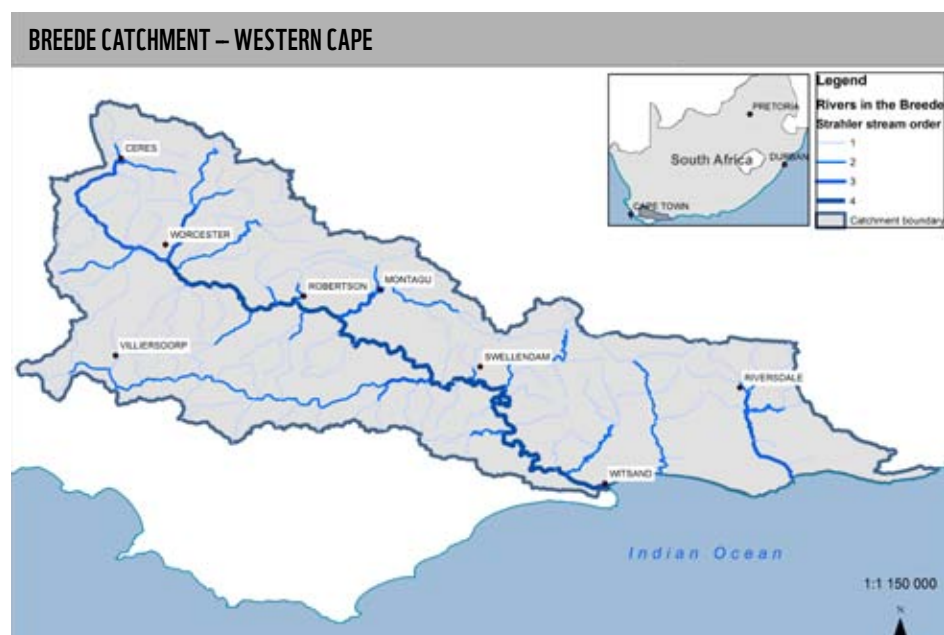 BREEDE CATCHMENT – WESTERN CAPE
PRETORIA
South Africa
DURBAN
CAPE TOWN
Legend
Rivers in the Breede
Strahler stream order
1
2
3
4
Catchment boundary
CERES
WORCESTER
ROBERTSON
MONTAGU
VILLIERSDORP
SWELLENDAM
RIVERSDALE
WITSAND
Indian Ocean
1:1 150 000
N